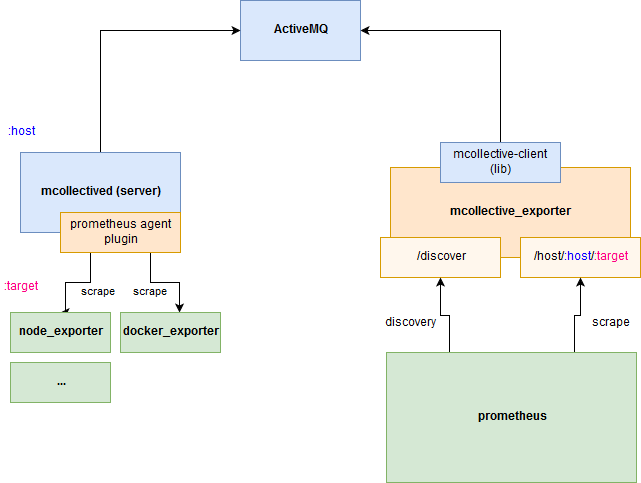 ActiveMQ
:host
mcollectived (server)
prometheus agent
plugin
:target
scrape
scrape
node_exporter
docker_exporter
...
mcollective-client
(lib)
mcollective_exporter
/discover
/host/:host/:target
discovery
scrape
prometheus